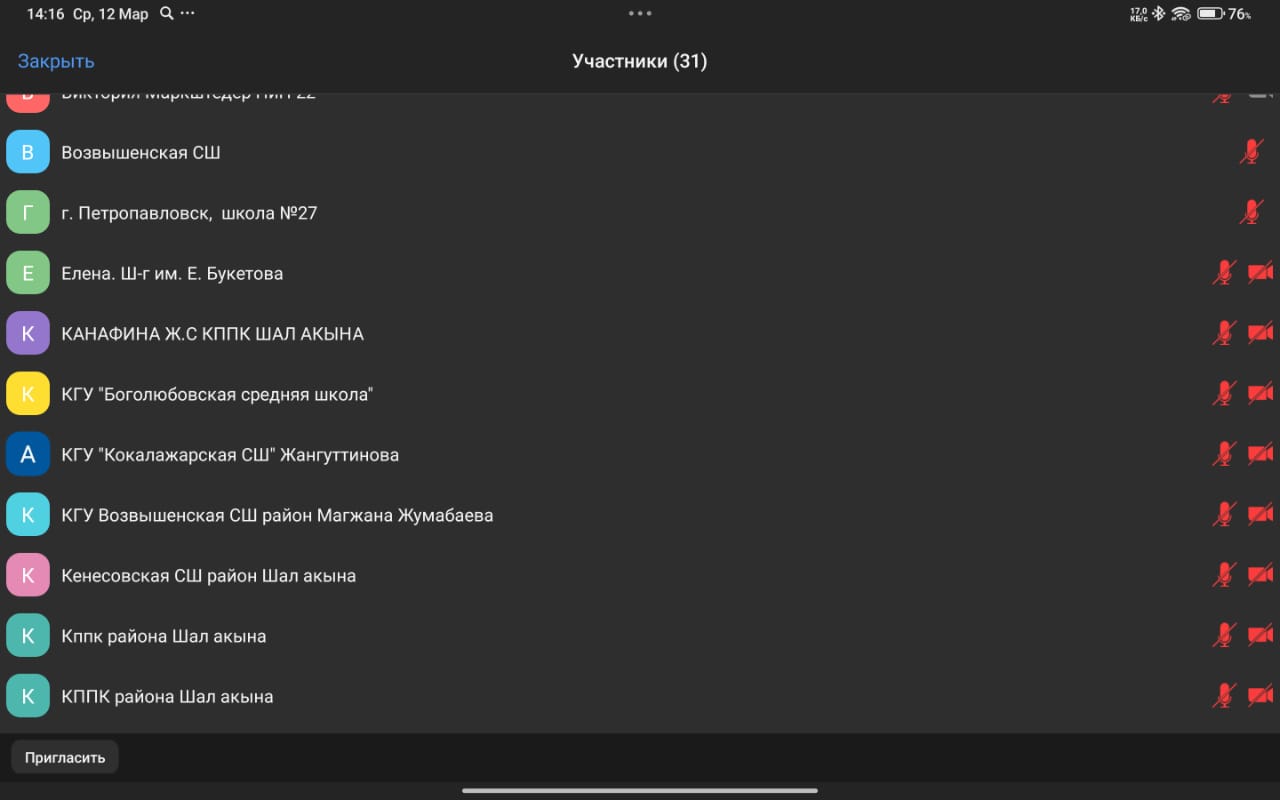 14:16 Ср, 12 Мар
17,0 КБ/с 76%
Закрыть
Участники (31)
В
В Возвышенская СШ
Г г. Петропавловск, школа №27
Е Елена. Ш-г им. Е. Букетова
К КАНАФИНА Ж.С КППК ШАЛ АКЫНА
К КГУ "Боголюбовская средняя школа"
А КГУ "Кокалажарская СШ" Жангуттинова
К КГУ Возвышенская СШ район Магжана Жумабаева
К Кенесовская СШ район Шал акына
К Кппк района Шал акына
К КППК района Шал акына
Пригласить